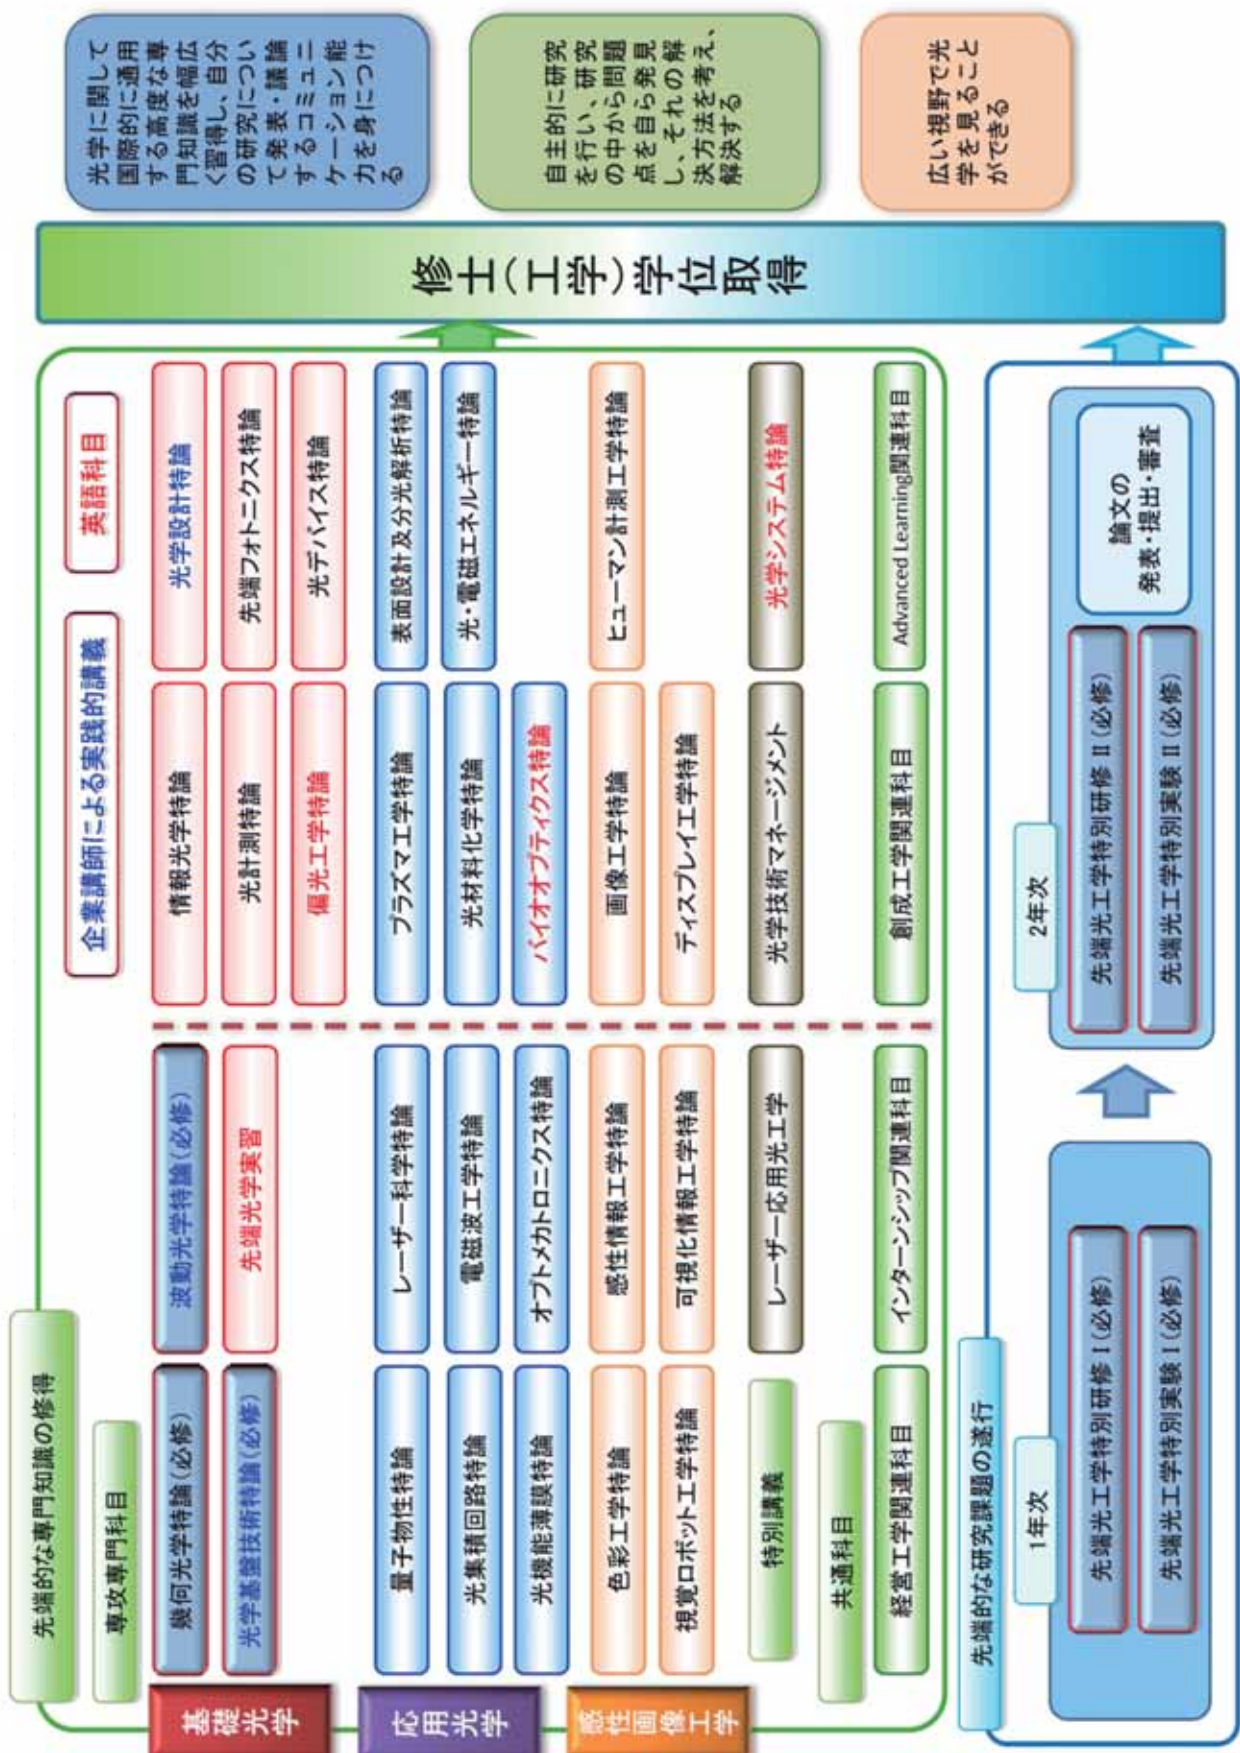 先端的な専門知識の修得
専攻専門科目
企業講師による実践的講義
英語科目
基礎光学
幾何光学特論(必修)
波動光学特論(必修)
情報光学特論
光学設計特論
光学基盤技術特論(必修)
先端光学実習
光計測特論
先端フォトニクス特論
偏光工学特論
光デバイス特論
応用光学
量子物性特論
レーザー科学特論
プラズマ工学特論
表面設計及分光解析特論
光集積回路特論
電磁波工学特論
光材料化学特論
光・電磁エネルギー特論
光機能薄膜特論
オプトメカトロニクス特論
バイオオプティクス特論
感性画像工学
色彩工学特論
感性情報工学特論
画像工学特論
ヒューマン計測工学特論
視覚ロボット工学特論
可視化情報工学特論
ディスプレイ工学特論
特別講義
レーザー応用光工学
光学技術マネージメント
光学システム特論
共通科目
経営工学関連科目
インターンシップ関連科目
創成工学関連科目
Advanced Learning関連科目
先端的な研究課題の遂行
1年次
先端光工学特別研修Ⅰ(必修)
先端光工学特別実験Ⅰ(必修)
2年次
先端光工学特別研修Ⅱ(必修)
先端光工学特別実験Ⅱ(必修)
論文の
発表・提出・審査
修士(工学)学位取得
光学に関して
国際的に通用
する高度な専
門知識を幅広
く習得し、自分
の研究につい
て発表・議論
するコミュニ
ケーション能
力を身につけ
る
自主的に研究
を行い、研究
の中から問題
点を自ら発見
し、それの解
決方法を考え、
解決する
広い視野で光
学を見ること
ができる